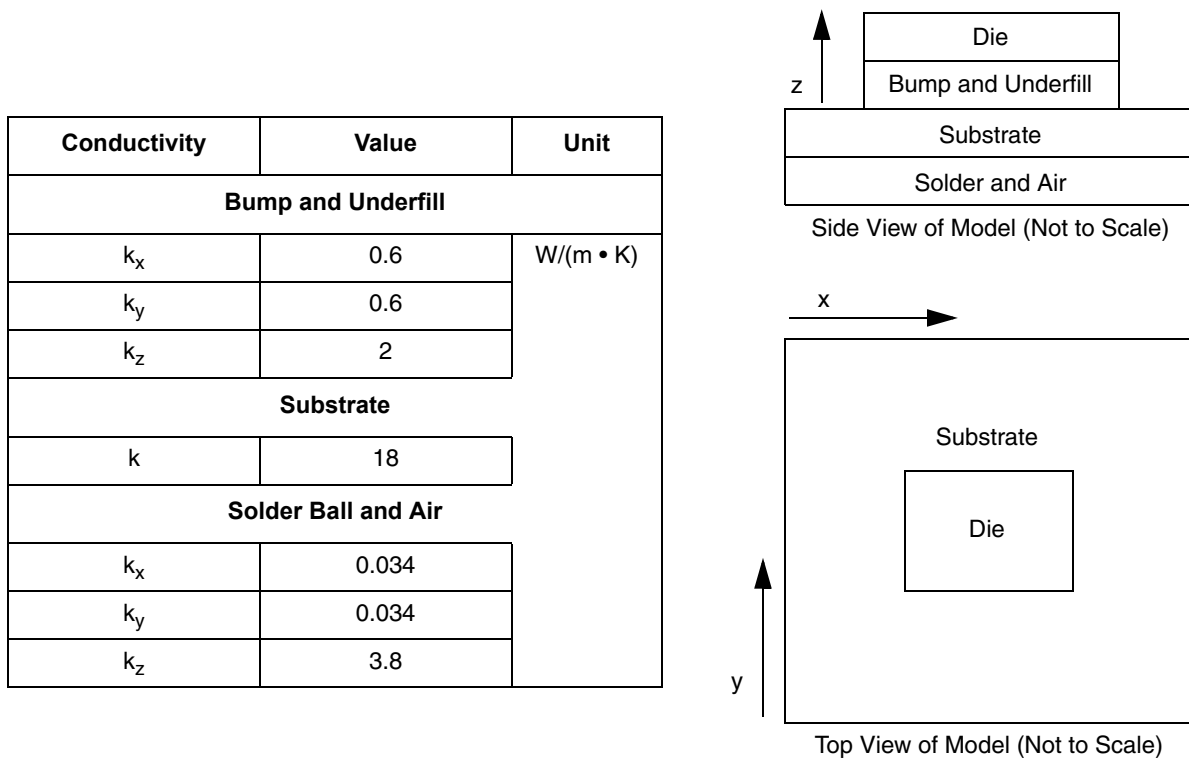 Conductivity Value Unit
Bump and Underfill
kx 0.6 W/(m • K)
ky 0.6
kz 2
Substrate
k 18
Solder Ball and Air
kx 0.034
ky 0.034
kz 3.8
z
Die
Bump and Underfill
Substrate
Solder and Air
Side View of Model (Not to Scale)
x
Substrate
Die
y
Top View of Model (Not to Scale)